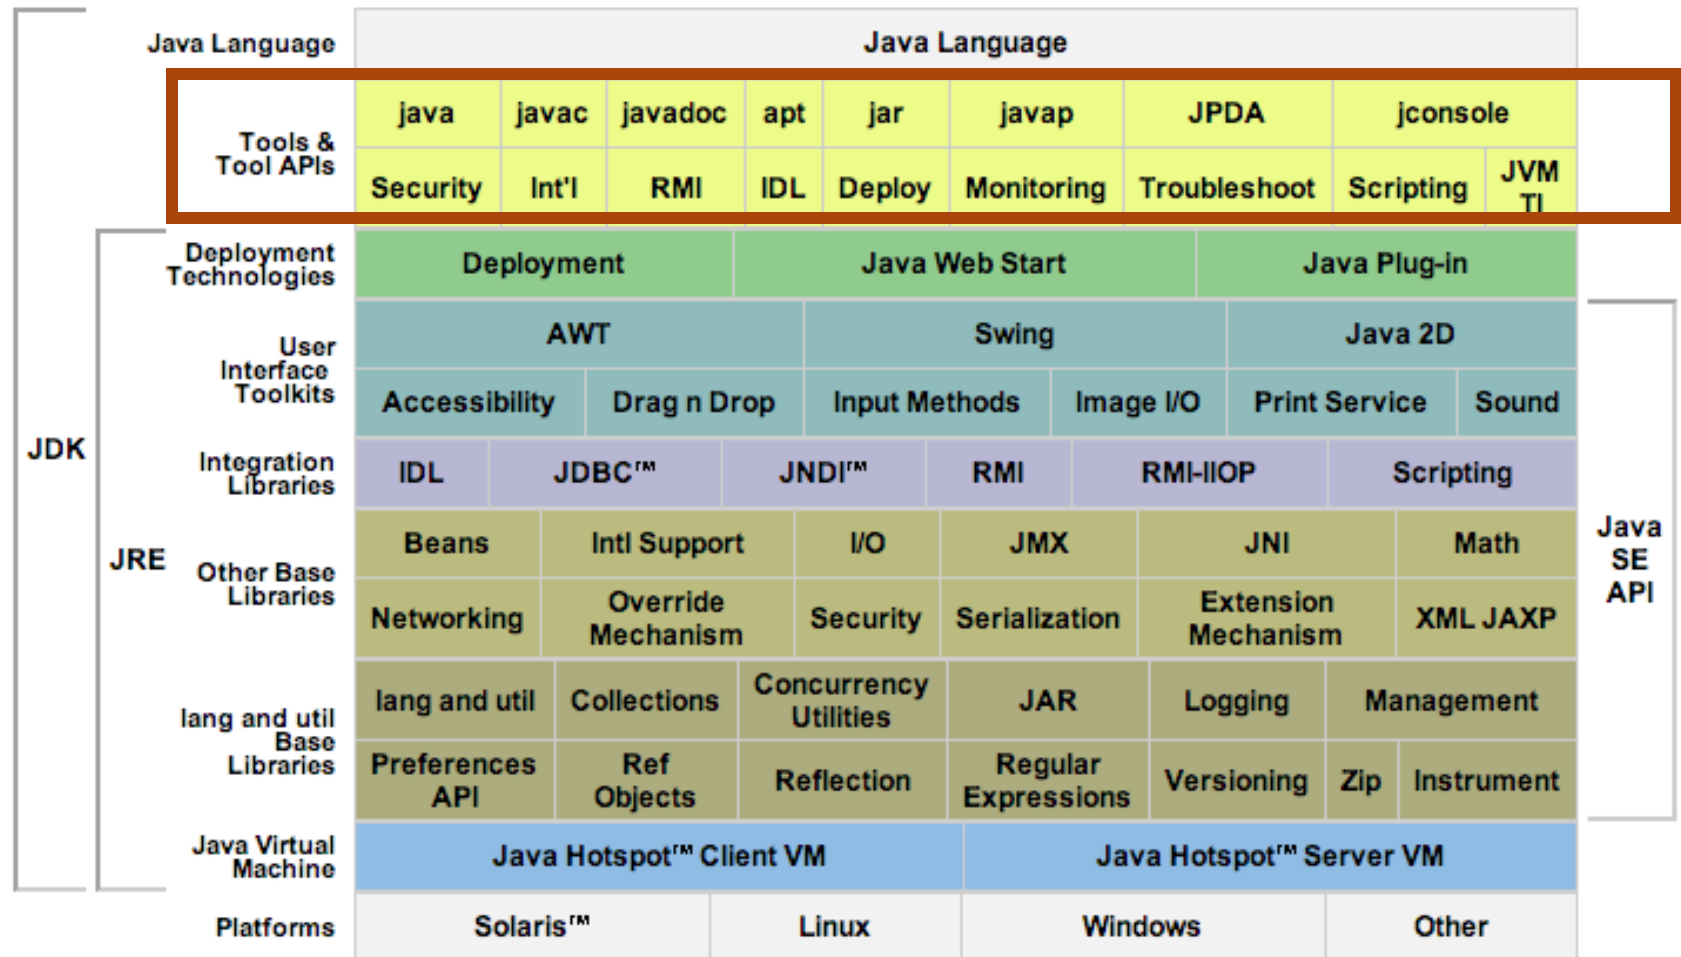 Java Language
Java Language
Tools &
Tool APIs
java javac javadoc apt jar javap JPDA jconsole
Security Int'l RMI IDL Deploy Monitoring Troubleshoot Scripting JVM
TI
Deployment
Technologies
Deployment Java Web Start Java Plug-in
User
Interface
Toolkits
AWT Swing Java 2D
Accessibility Drag n Drop Input Methods Image I/O Print Service Sound
JDK
Integration
Libraries
IDL JDBC™ JNDI™ RMI RMI-IIOP Scripting
JRE
Other Base
Libraries
Beans Intl Support I/O JMX JNI Math
Networking Override
Mechanism Security Serialization Extension
Mechanism XML JAXP
Java
SE
API
lang and util
Base
Libraries
lang and util Collections Concurrency
Utilities JAR Logging Management
Preferences
API Ref
Objects Reflection Regular
Expressions Versioning Zip Instrument
Java Virtual
Machine
Java Hotspot™ Client VM Java Hotspot™ Server VM
Platforms
Solaris™ Linux Windows Other